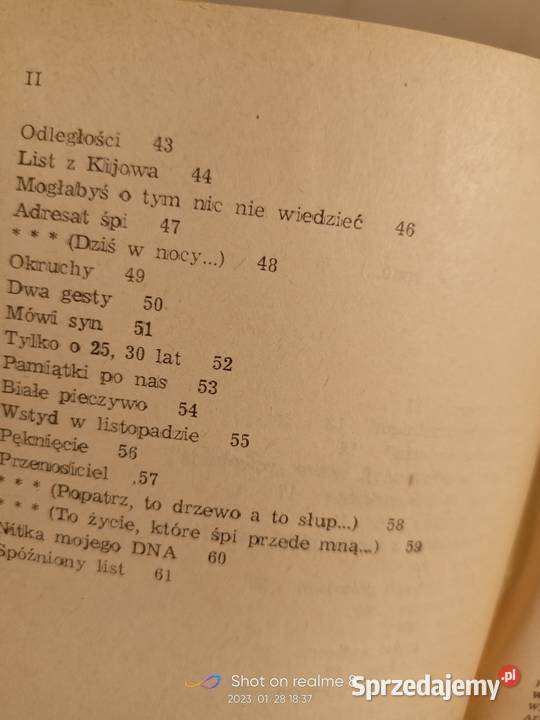 II
Odległości 43
List z Kijowa 44
Mogłabyś o tym nic nie wiedzieć 46
Adresat śpi 47
* * * (Dziś w nocy...) 48
Okruchy 49
Dwa gesty 50
Mówi syn 51
Tylko o 25, 30 lat 52
Pamiątki po nas 53
Białe pieczywo 54
Wstyd w listopadzie 55
Pęknięcie 56
Przenosiciel 57
* * * (Popatrz, to drzewo a to słup...) 58
* * * (To życie, które śpi przede mną...) 59
Nitka mojego DNA 60
Spóźniony list 61
Shot on realme 8
2023/01/28 18:37
Sprzedajemy.pl